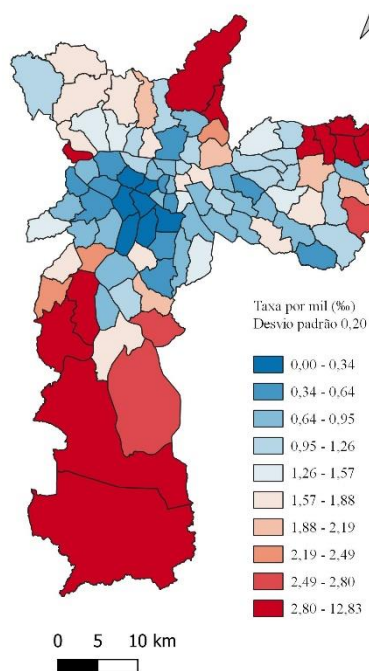 Taxa por mil (‰)
Desvio padrão 0,20
0,00 - 0,34
0,34 - 0,64
0,64 - 0,95
0,95 - 1,26
1,26 - 1,57
1,57 - 1,88
1,88 - 2,19
2,19 - 2,49
2,49 - 2,80
2,80 - 12,83
0 5 10 km